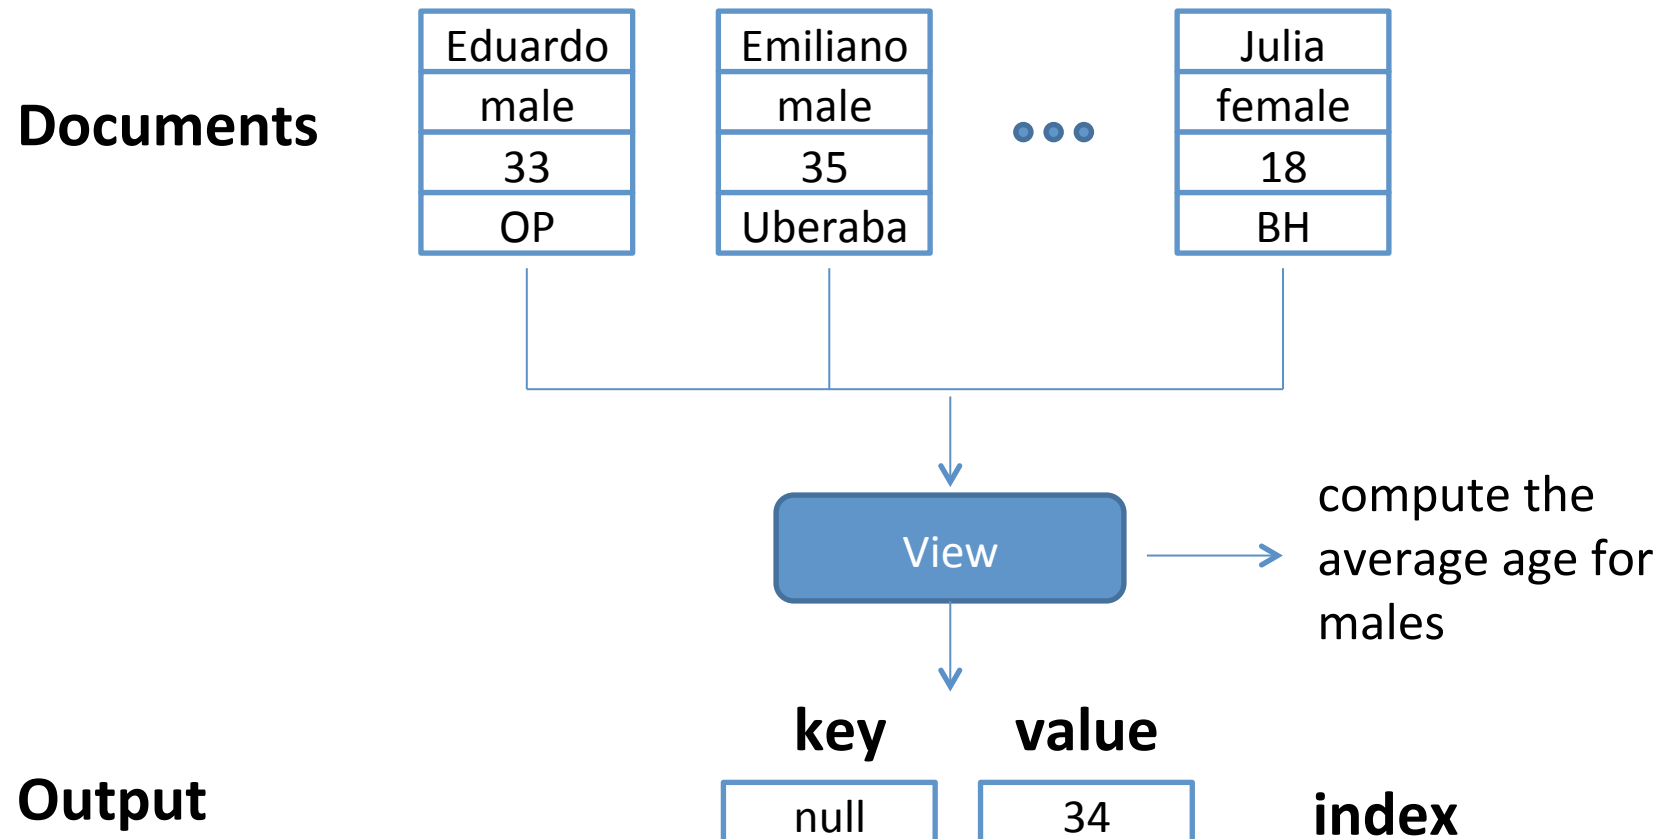 Documents
Eduardo
male
33
OP
Emiliano
male
35
Uberaba
Julia
female
18
BH
View
compute the
average age for
males
key value
Output
null
34
index